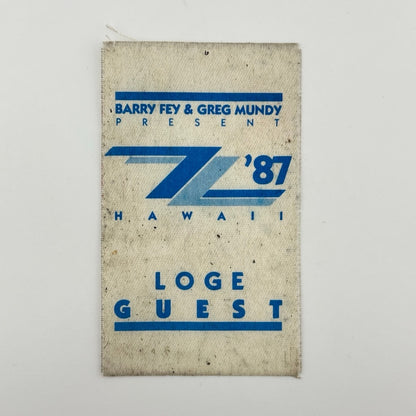 BARRY FEY & GREG MUNDY
PRESENT
ZZ '87
HAWAII
LOGE
GUEST